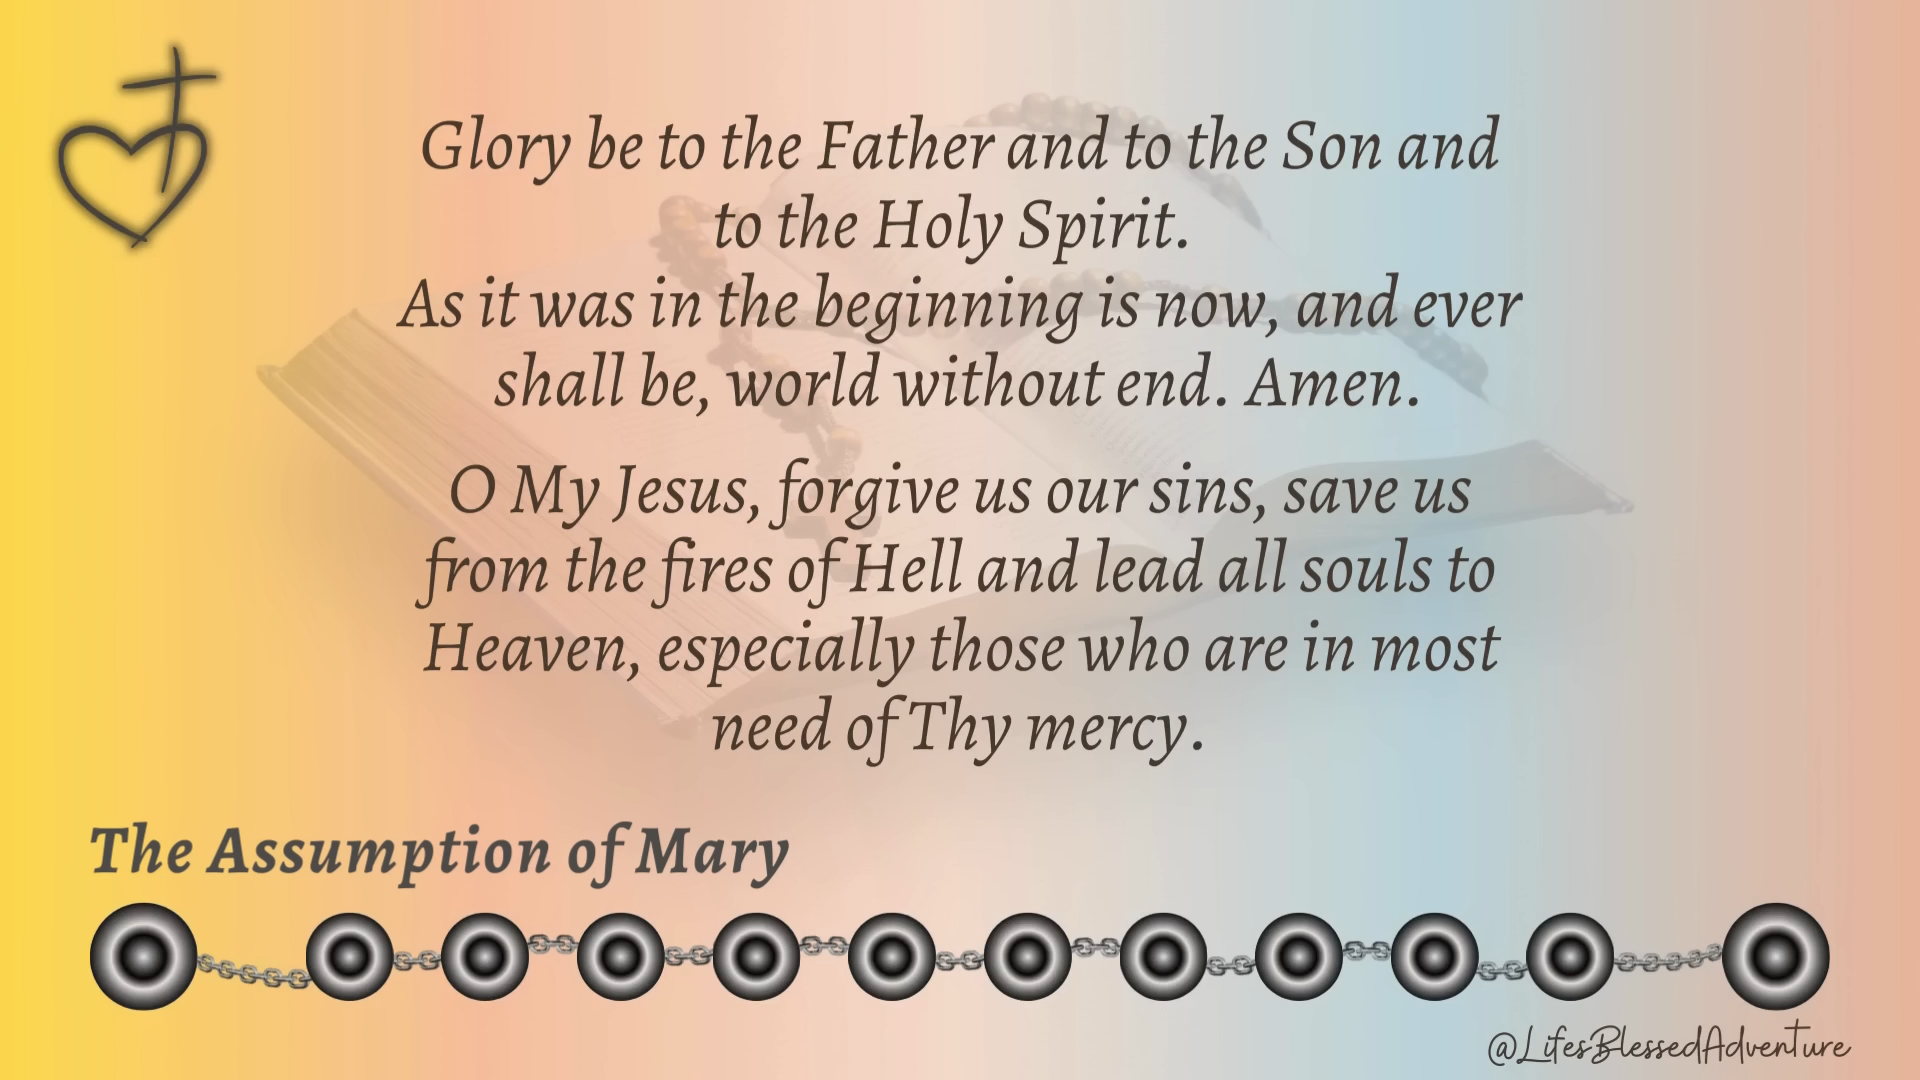 Glory be to the Father and to the Son and
to the Holy Spirit.
As it was in the beginning is now, and ever
shall be, world without end. Amen.
O My Jesus, forgive us our sins, save us
from the fires of Hell and lead all souls to
Heaven, especially those who are in most
need of Thy mercy.
The Assumption of Mary
@LifesBlessedAdventure